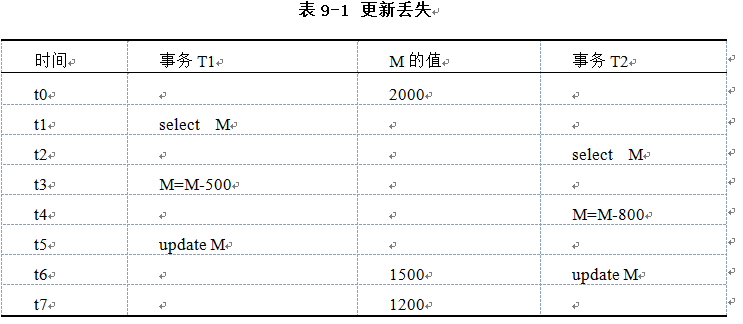 表 9-1 更新丢失
时间 事务 T1 M 的值 事务 T2
t0 2000
t1 select M
t2 select M
t3 M=M-500
t4 M=M-800
t5 update M
t6 1500 update M
t7 1200